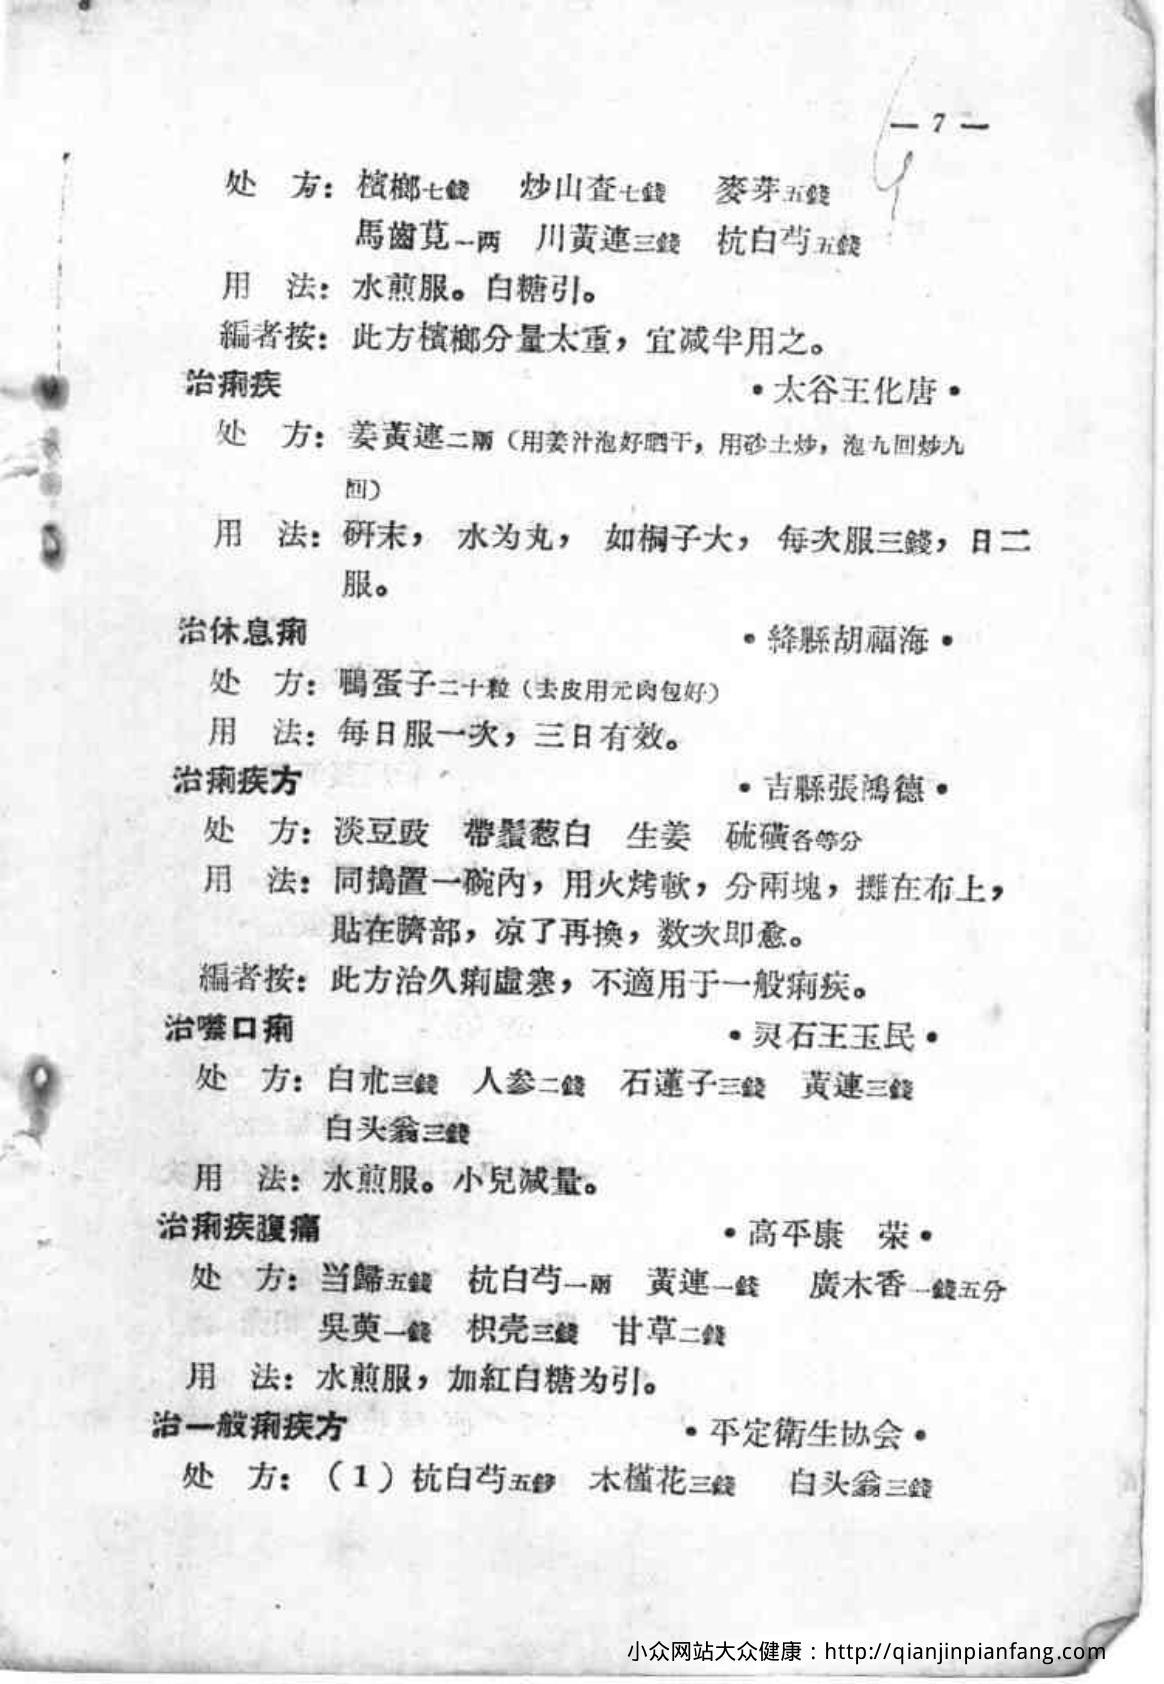 — 7 —
处　方：檳榔七錢　炒山查七錢　麥芽五錢
馬齒莧一两　川黃連三錢　杭白芍五錢
用　法：水煎服。白糖引。
編者按：此方檳榔分量太重，宜减半用之。
治痢疾　•太谷王化唐•
处　方：姜黃連二兩（用姜汁泡好晒干，用砂土炒，泡九回炒九
回）
用　法：研末，水为丸，如桐子大，每次服三錢，日二
服。
治休息痢　•絳縣胡福海•
处　方：鴨蛋子二十粒（去皮用元肉包好）
用　法：每日服一次，三日有效。
治痢疾方　•吉縣張鴻德•
处　方：淡豆豉　帶鬚葱白　生姜　硫磺各等分
用　法：同搗置一碗內，用火烤軟，分兩塊，攤在布上，
貼在臍部，凉了再換，数次即愈。
編者按：此方治久痢虛寒，不適用于一般痢疾。
治噤口痢　•灵石王玉民•
处　方：白朮三錢　人参二錢　石蓮子三錢　黃連三錢
白头翁三錢
用　法：水煎服。小兒减量。
治痢疾腹痛　•高平康　荣•
处　方：当歸五錢　杭白芍一兩　黃連一錢　廣木香一錢五分
吳萸一錢　枳壳三錢　甘草二錢
用　法：水煎服，加紅白糖为引。
治一般痢疾方　•平定衛生协会•
处　方：（1）杭白芍五錢　木槿花三錢　白头翁三錢
小众网站大众健康：http://qianjinpianfang.com